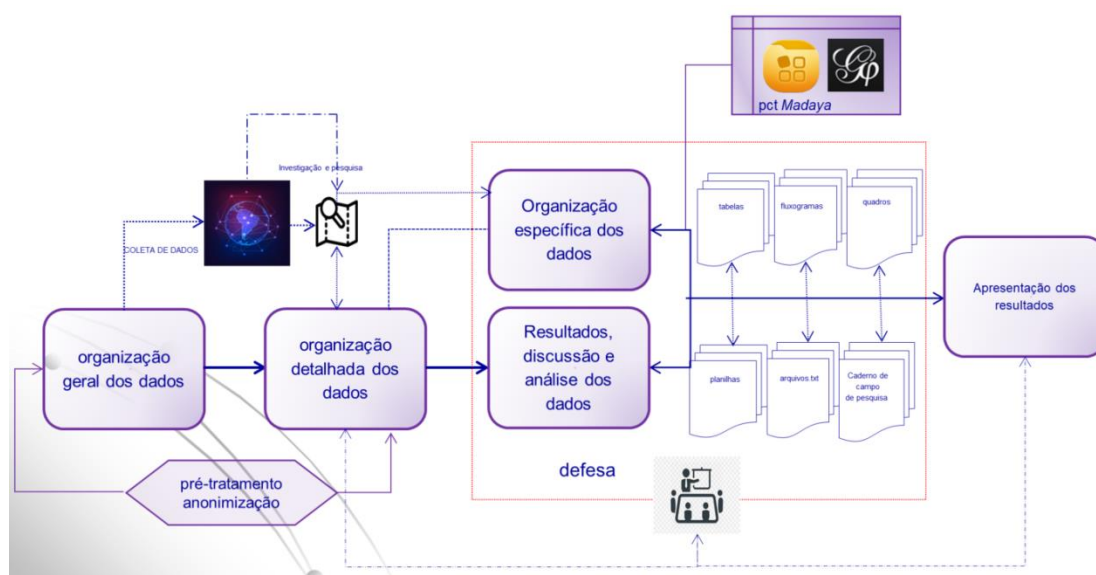 pct Madaya
Investigação e pesquisa
COLETA DE DADOS
Organização
específica dos
dados
tabelas
fluxogramas
quadros
organização
geral dos dados
organização
detalhada dos
dados
Resultados,
discussão e
análise dos
dados
planilhas
arquivos.txt
Caderno de
campo
de pesquisa
Apresentação dos
resultados
pré-tratamento
anonimização
defesa